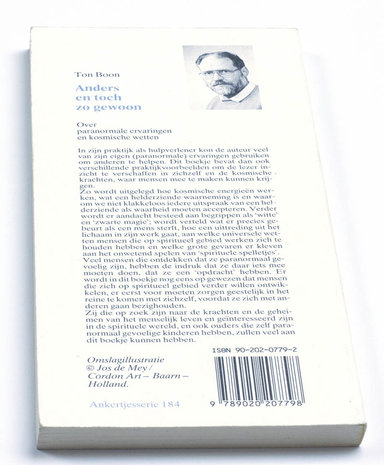 Ton Boon
Anders
en toch
zo gewoon
Over
paranormale ervaringen
en kosmische wetten
In zijn praktijk als hulpverlener kon de auteur veel
van zijn eigen (paranormale) ervaringen gebruiken
om anderen te helpen. Dit boekje bevat dan ook
verschillende praktijkvoorbeelden om de lezer in-
zicht te verschaffen in zichzelf en de kosmische
krachten, waar mensen mee te maken kunnen krij-
gen.
Zo wordt uitgelegd hoe kosmische energieën wer-
ken, wat een helderziende waarneming is en waar-
om we niet klakkeloos iedere uitspraak van een hel-
derziende als waarheid moeten accepteren. Verder
wordt er aandacht besteed aan begrippen als 'witte'
en 'zwarte magie'; wordt verteld wat er precies ge-
beurt als een mens sterft, hoe een uittreding uit het
lichaam in zijn werk gaat, aan welke universele wet-
ten mensen die op spiritueel gebied werken zich te
houden hebben en welke grote gevaren er kleven
aan het onwetend spelen van 'spirituele spelletjes'.
Veel mensen die ontdekken dat ze paranormaal ge-
voelig zijn, hebben de indruk dat ze daar iets mee
moeten doen, dat ze een 'opdracht' hebben. Er
wordt in dit boekje nog eens op gewezen dat mensen
die zich op spiritueel gebied verder willen ontwik-
kelen, er eerst voor moeten zorgen geestelijk in het
reine te komen met zichzelf, voordat ze zich met an-
deren gaan bezighouden.
Zij die op zoek zijn naar de krachten en de gehei-
men van het menselijk leven en geïnteresseerd zijn
in de spirituele wereld, en ook ouders die zelf para-
normaal gevoelige kinderen hebben, zullen veel aan
dit boekje kunnen hebben.
Omslagillustratie
© Jos de Mey /
Cordon Art – Baarn –
Holland.
Ankertjesserie 184
ISBN 90-202-0779-2
9 789020 207798